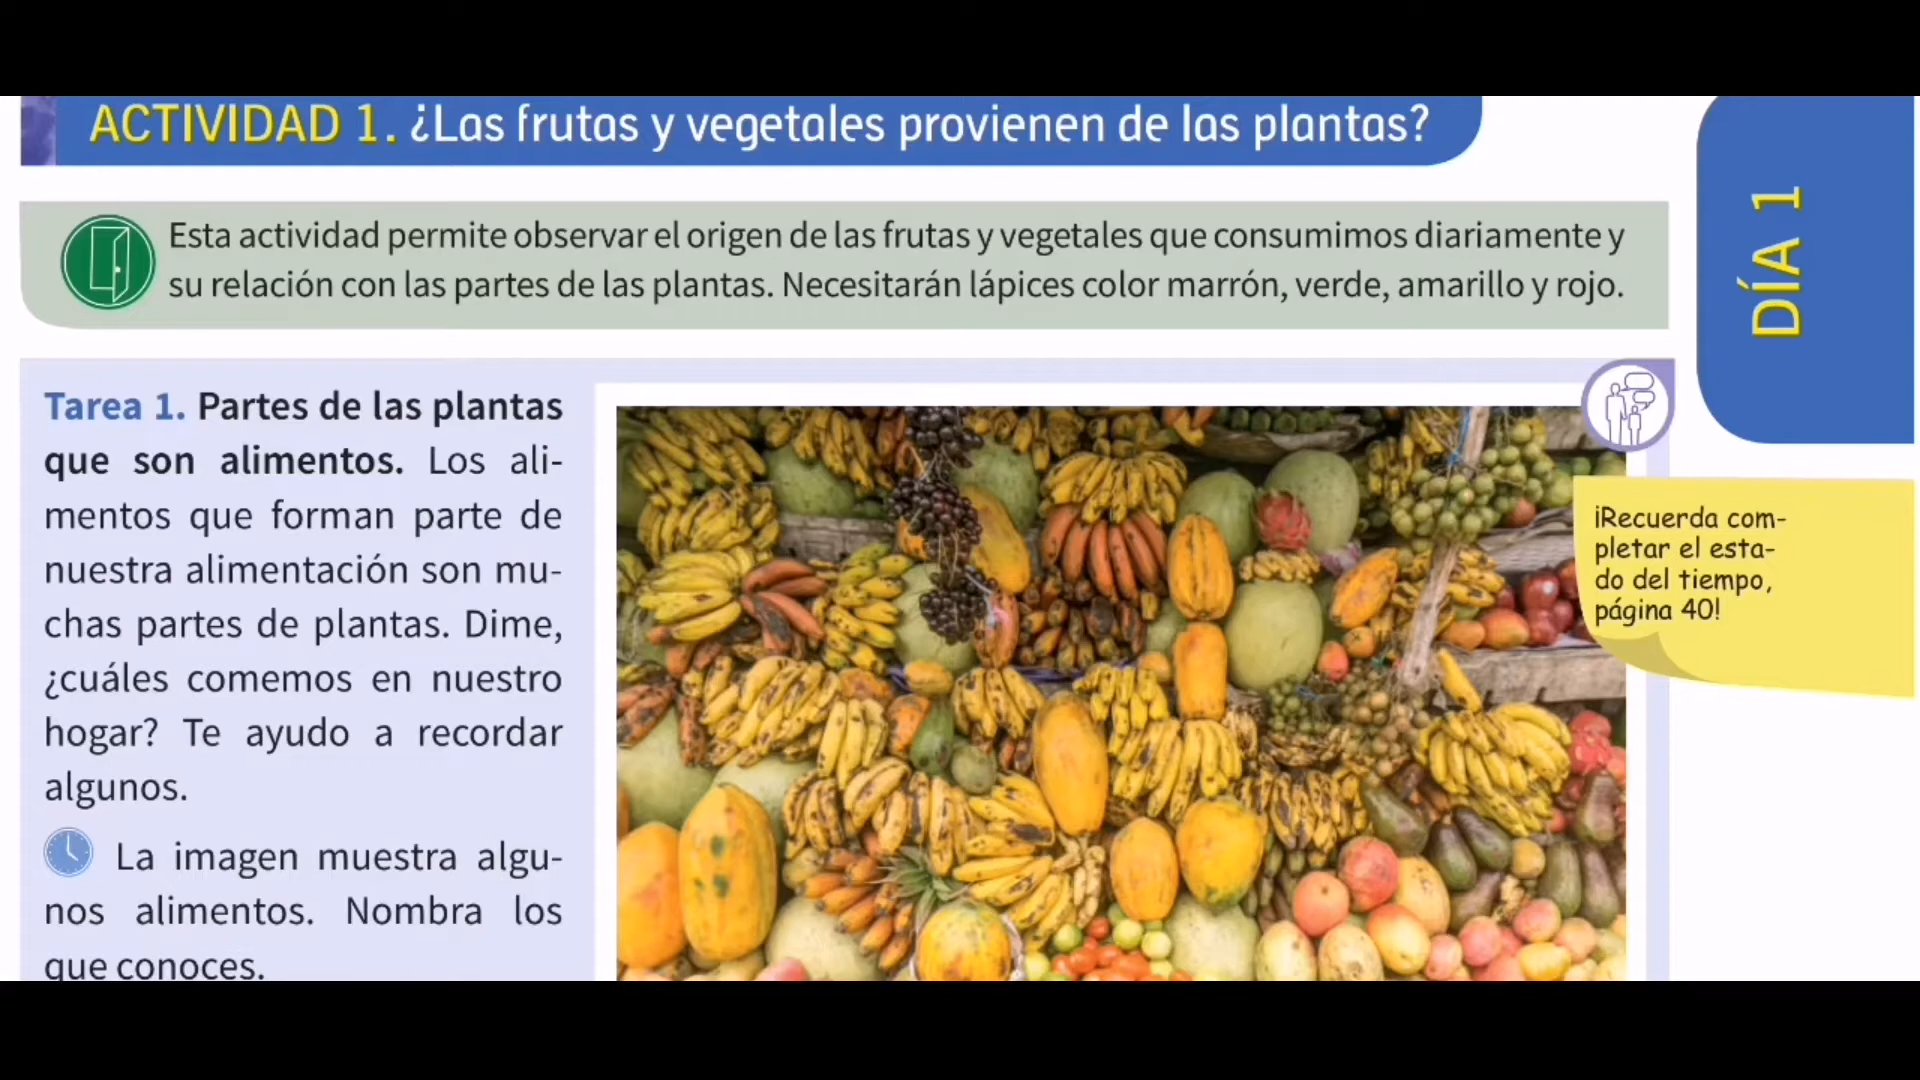 ACTIVIDAD 1. ¿Las frutas y vegetales provienen de las plantas?
Esta actividad permite observar el origen de las frutas y vegetales que consumimos diariamente y
su relación con las partes de las plantas. Necesitarán lápices color marrón, verde, amarillo y rojo.
DÍA 1
Tarea 1. Partes de las plantas
que son alimentos. Los ali-
mentos que forman parte de
nuestra alimentación son mu-
chas partes de plantas. Dime,
¿cuáles comemos en nuestro
hogar? Te ayudo a recordar
algunos.
La imagen muestra algu-
nos alimentos. Nombra los
que conoces.
¡Recuerda com-
pletar el esta-
do del tiempo,
página 40!